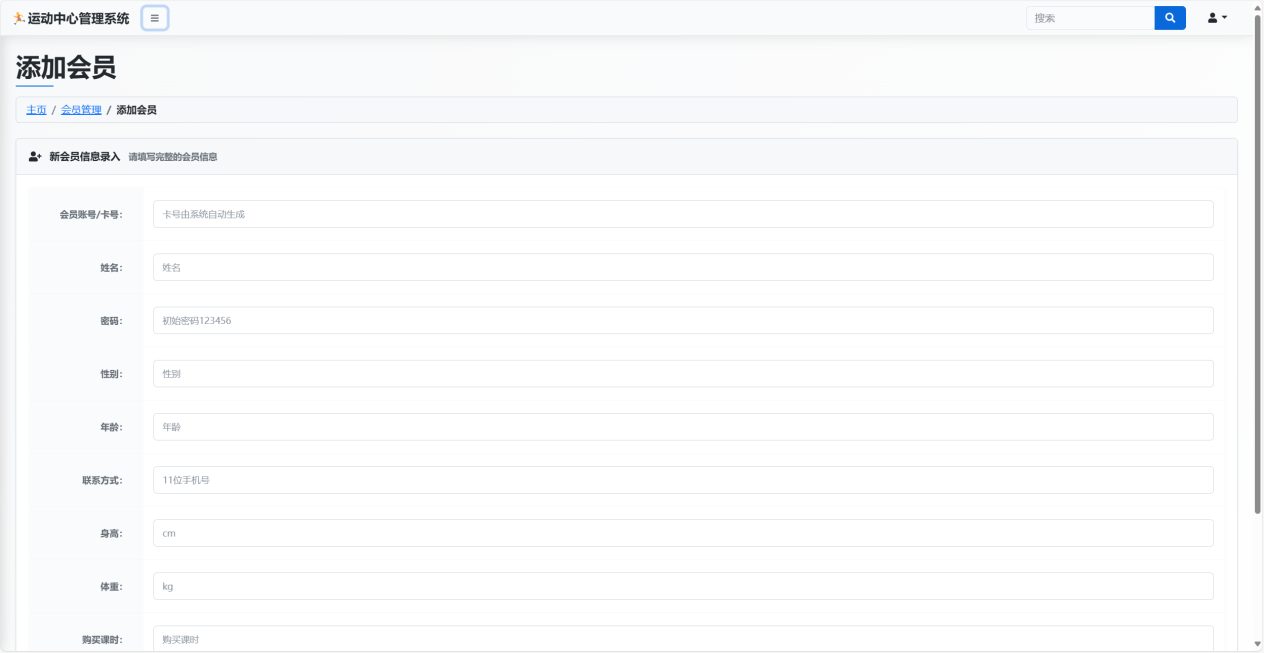 运动中心管理系统
搜索
添加会员
主页 / 会员管理 / 添加会员
新会员信息录入 请填写完整的会员信息
会员账号/卡号： 卡号由系统自动生成
姓名： 姓名
密码： 初始密码123456
性别： 性别
年龄： 年龄
联系方式： 11位手机号
身高： cm
体重： kg
购买课时： 购买课时